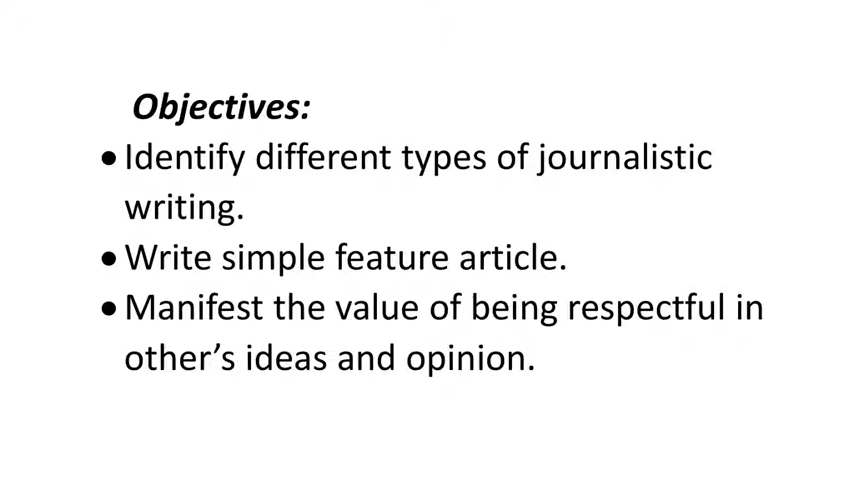 Objectives:
• Identify different types of journalistic
writing.
• Write simple feature article.
• Manifest the value of being respectful in
other’s ideas and opinion.